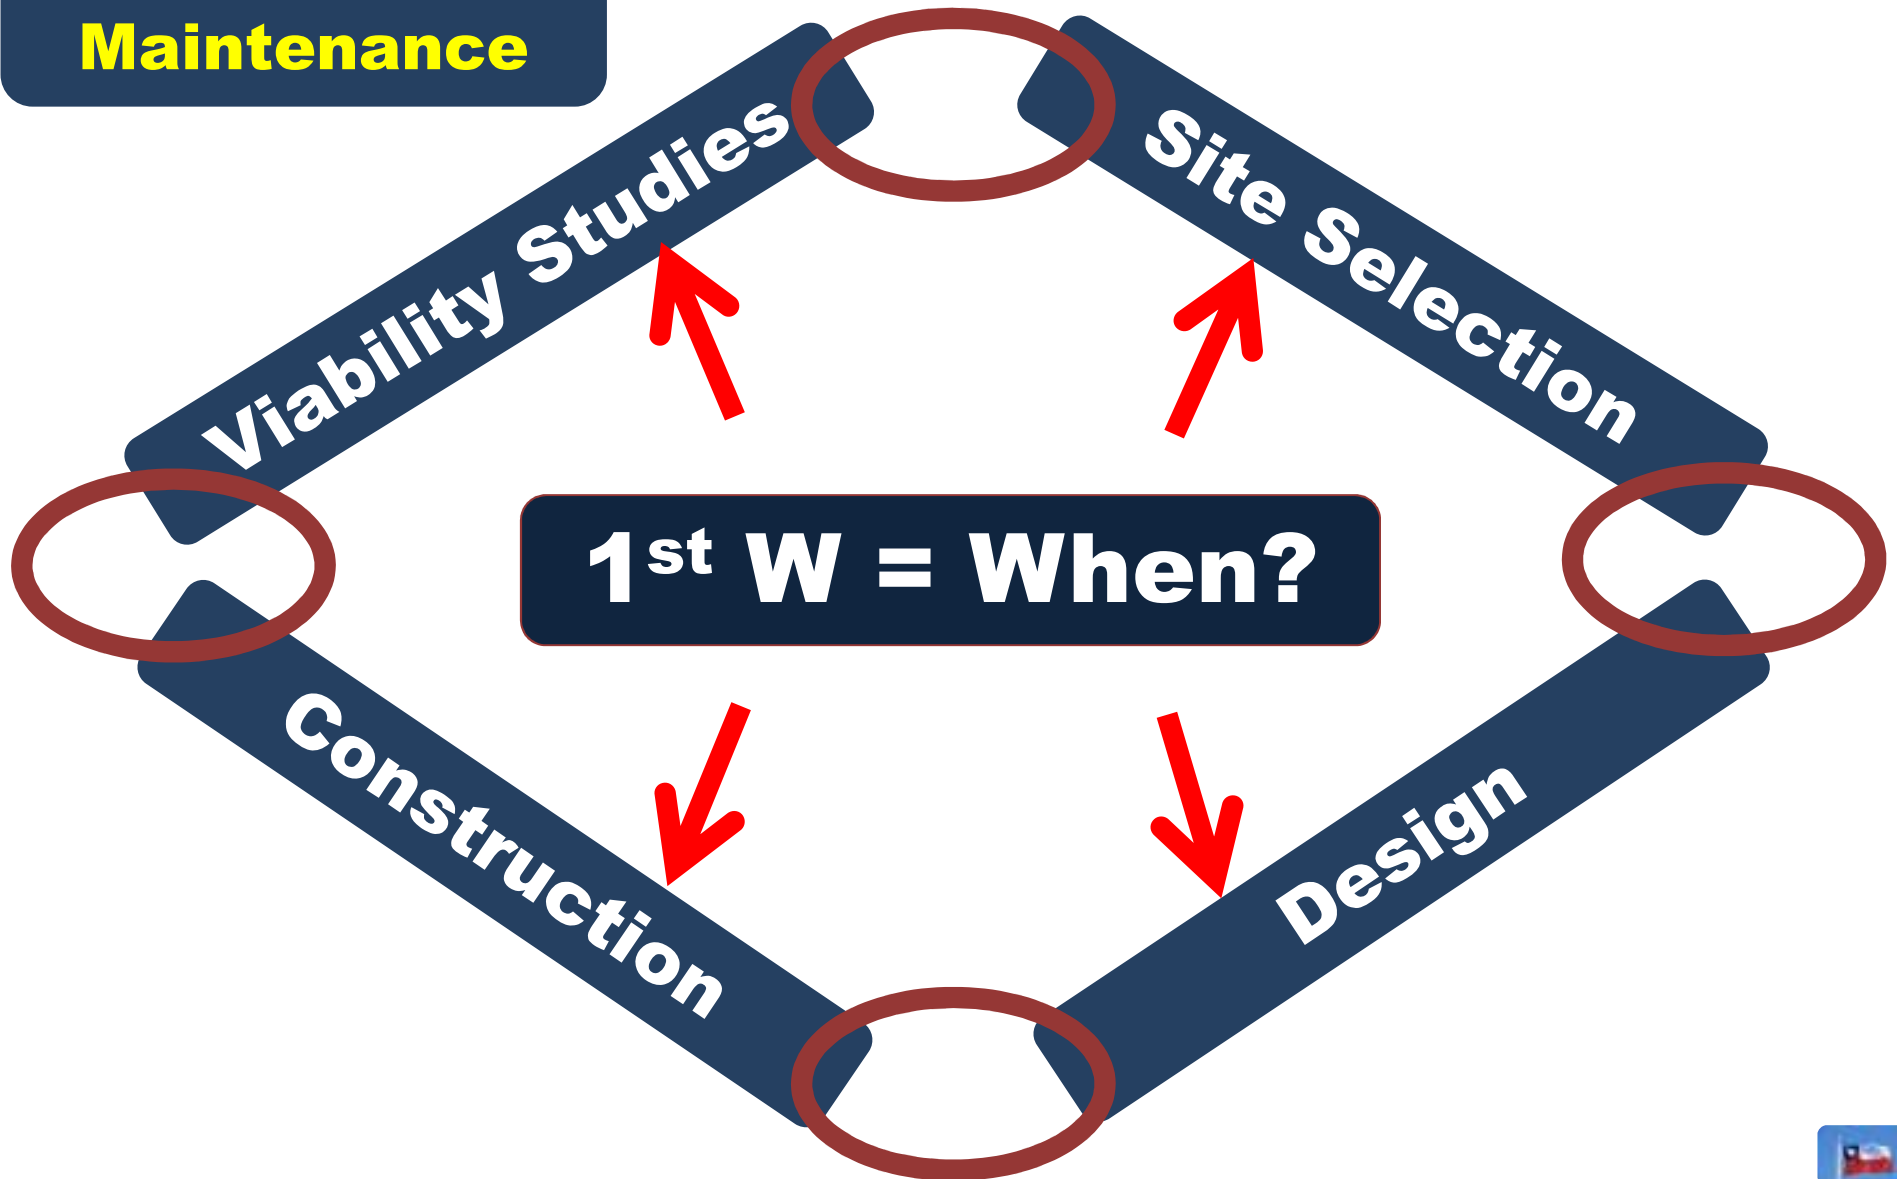 Maintenance
Viability Studies
Site Selection
1st W = When?
Construction
Design